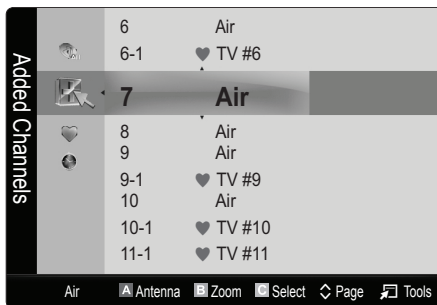 Added Channels
6 Air
6-1 ♥ TV #6
7 Air
8 Air
9 Air
9-1 ♥ TV #9
10 Air
10-1 ♥ TV #10
11-1 ♥ TV #11
Air A Antenna B Zoom C Select Page Tools